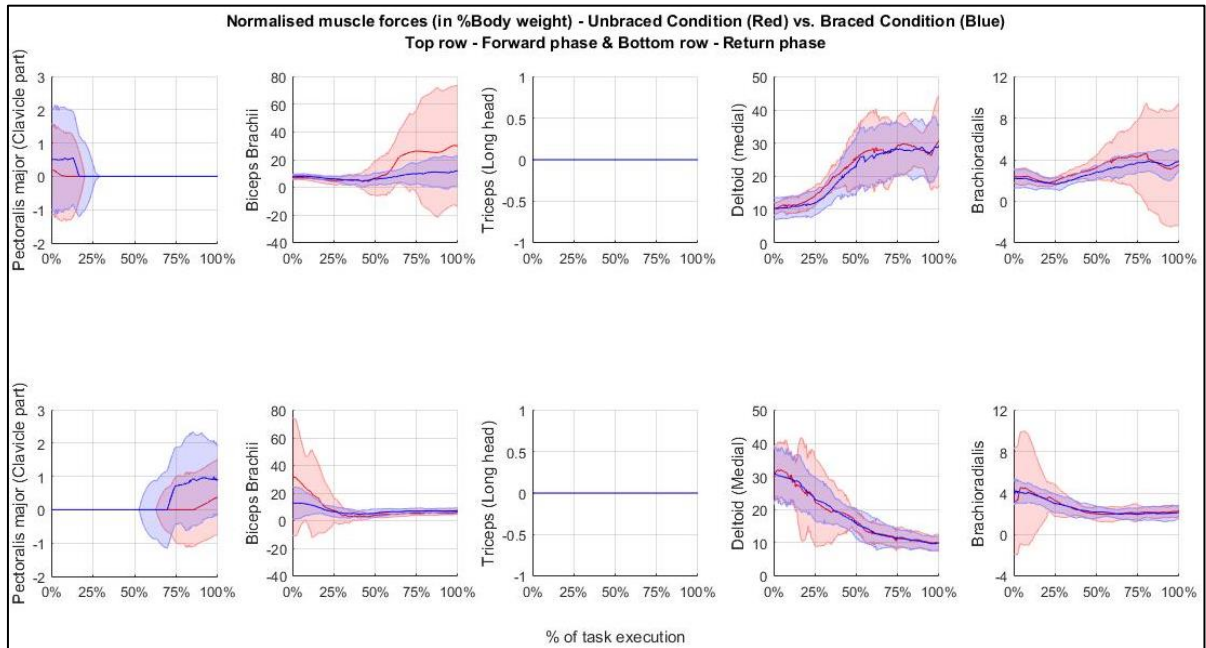 Normalised muscle forces (in %Body weight) - Unbraced Condition (Red) vs. Braced Condition (Blue)
Top row - Forward phase & Bottom row - Return phase
Pectoralis major (Clavicle part)
3
2
1
0
-1
-2
0% 25% 50% 75% 100%
Biceps Brachii
80
60
40
20
0
-20
-40
0% 25% 50% 75% 100%
Triceps (Long head)
1
0.5
0
-0.5
-1
0% 25% 50% 75% 100%
Deltoid (medial)
50
40
30
20
10
0
0% 25% 50% 75% 100%
Brachioradialis
12
8
4
0
-4
0% 25% 50% 75% 100%
Pectoralis major (Clavicle part)
3
2
1
0
-1
-2
0% 25% 50% 75% 100%
Biceps Brachii
80
60
40
20
0
-20
-40
0% 25% 50% 75% 100%
Triceps (Long head)
1
0.5
0
-0.5
-1
0% 25% 50% 75% 100%
Deltoid (Medial)
50
40
30
20
10
0
0% 25% 50% 75% 100%
Brachioradialis
12
8
4
0
-4
0% 25% 50% 75% 100%
% of task execution